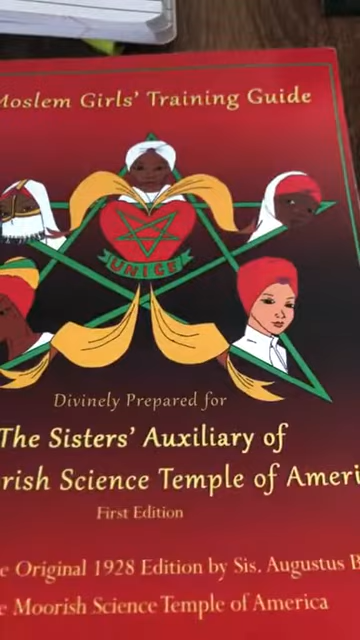 Moslem Girls' Training Guide
UNICE
Divinely Prepared for
The Sisters' Auxiliary of
rish Science Temple of Ameri
First Edition
e Original 1928 Edition by Sis. Augustus B
e Moorish Science Temple of America